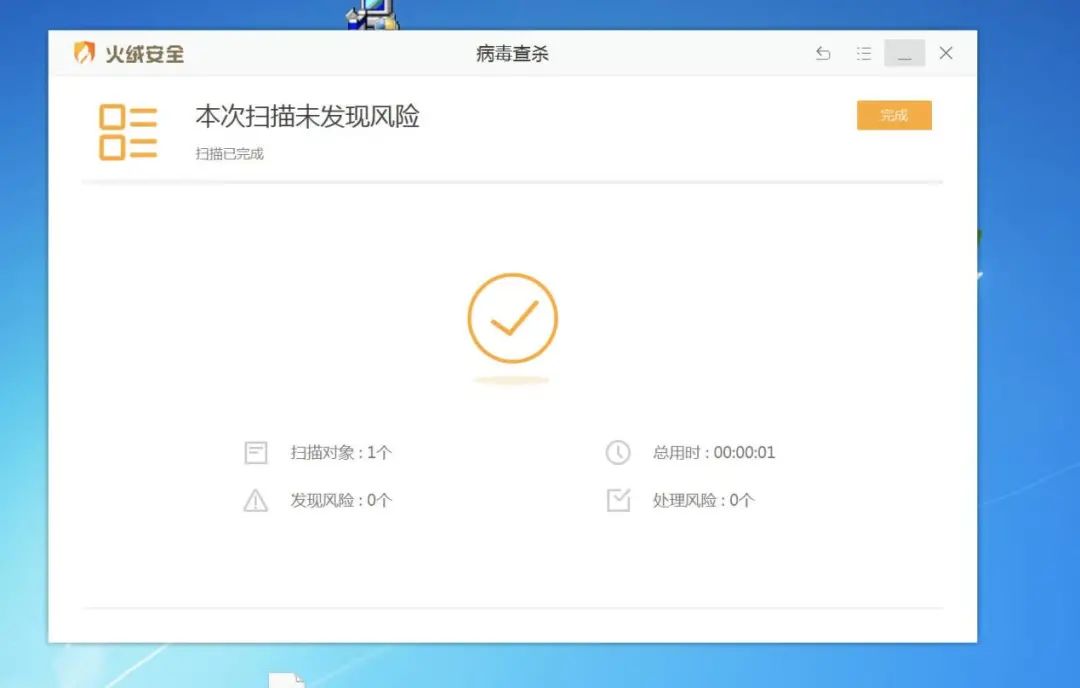 火绒安全
病毒查杀
本次扫描未发现风险
完成
扫描已完成
扫描对象 : 1个
总用时 : 00:00:01
发现风险 : 0个
处理风险 : 0个